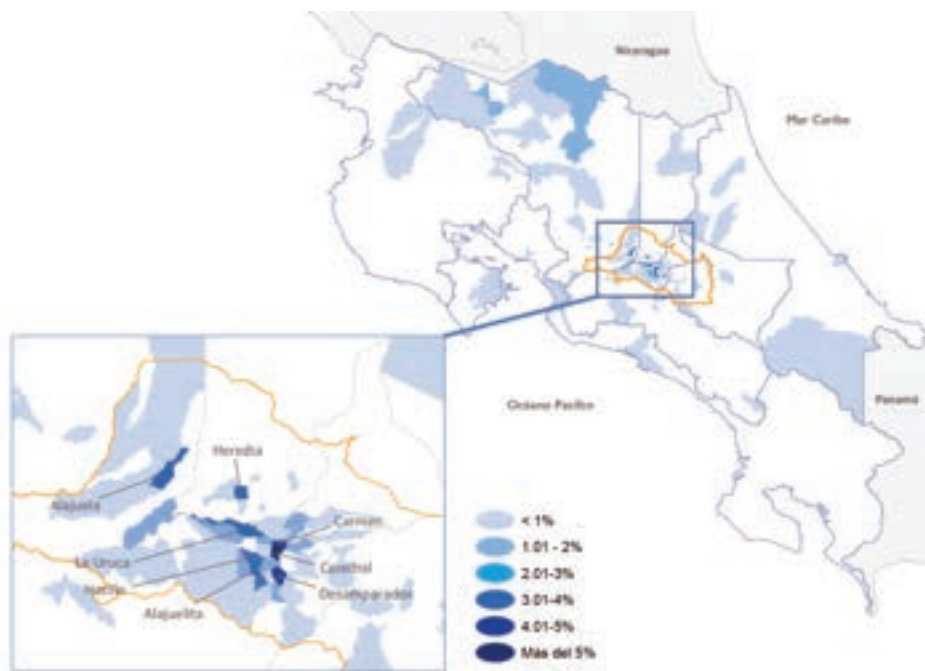 Nicaragua
Mar Caribe
Océano Pacífico
Panamá
Heredia
Alajuela
Carmen
La Uruca
Catedral
Hatillo
Desamparados
Alajuelita
< 1%
1.01 - 2%
2.01-3%
3.01-4%
4.01-5%
Más del 5%